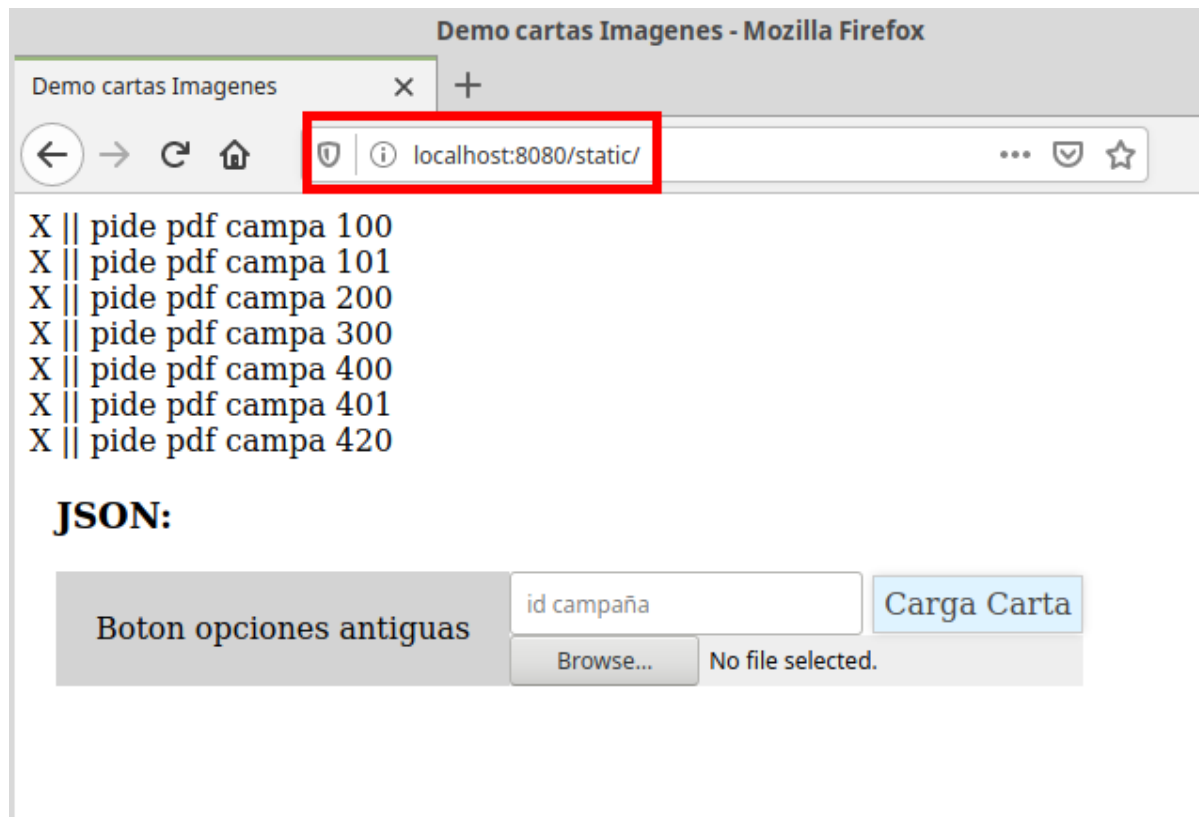 Demo cartas Imagenes - Mozilla Firefox
Demo cartas Imagenes
localhost:8080/static/
X || pide pdf campa 100
X || pide pdf campa 101
X || pide pdf campa 200
X || pide pdf campa 300
X || pide pdf campa 400
X || pide pdf campa 401
X || pide pdf campa 420
JSON:
Boton opciones antiguas
id campaña
Carga Carta
Browse...
No file selected.